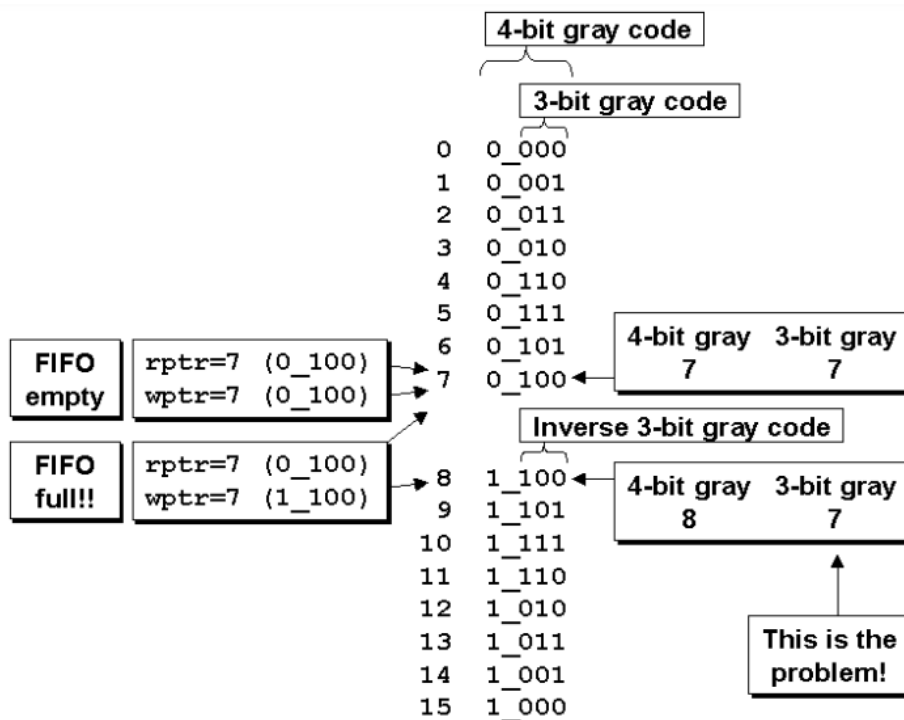 4-bit gray code
3-bit gray code
0 0_000
1 0_001
2 0_011
3 0_010
4 0_110
5 0_111
6 0_101
7 0_100
FIFO
empty
rptr=7 (0_100)
wptr=7 (0_100)
4-bit gray 3-bit gray
7 7
Inverse 3-bit gray code
FIFO
full!!
rptr=7 (0_100)
wptr=7 (1_100)
8 1_100
9 1_101
10 1_111
11 1_110
12 1_010
13 1_011
14 1_001
15 1_000
4-bit gray 3-bit gray
8 7
This is the
problem!